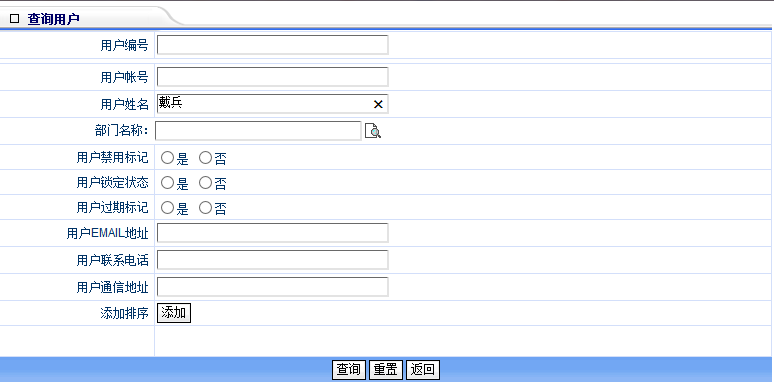 查询用户
用户编号
用户帐号
用户姓名 戴兵 ×
部门名称:
用户禁用标记 是 否
用户锁定状态 是 否
用户过期标记 是 否
用户EMAIL地址
用户联系电话
用户通信地址
添加排序 添加
查询 重置 返回